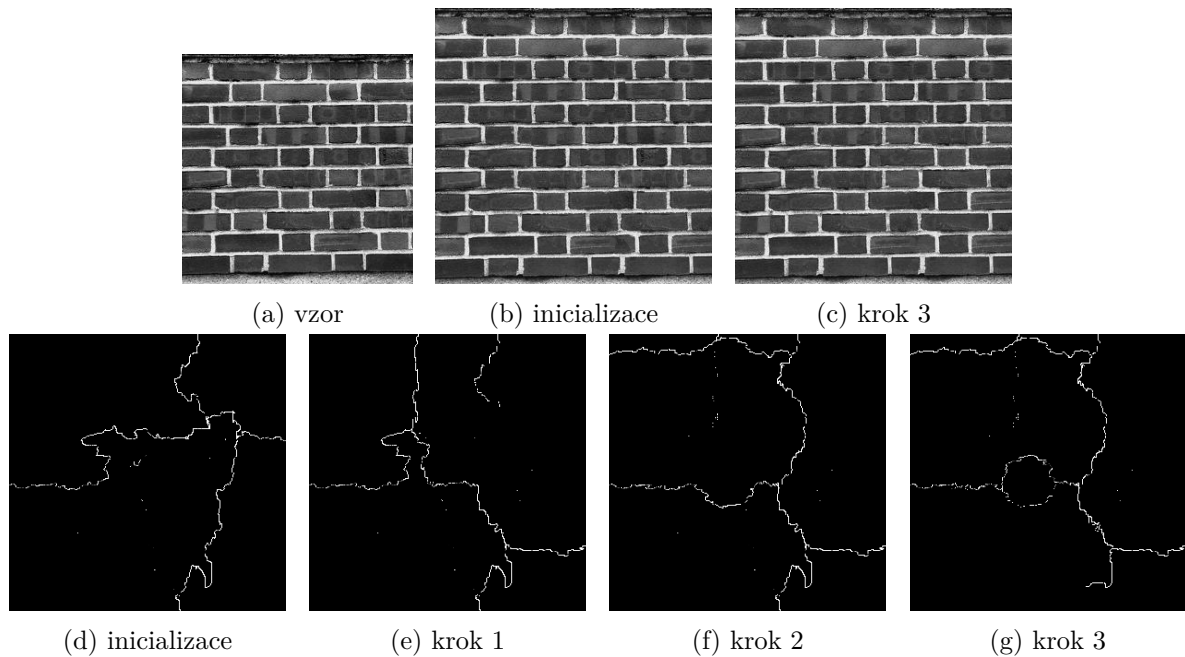 (a) vzor
(b) inicializace
(c) krok 3
(d) inicializace
(e) krok 1
(f) krok 2
(g) krok 3